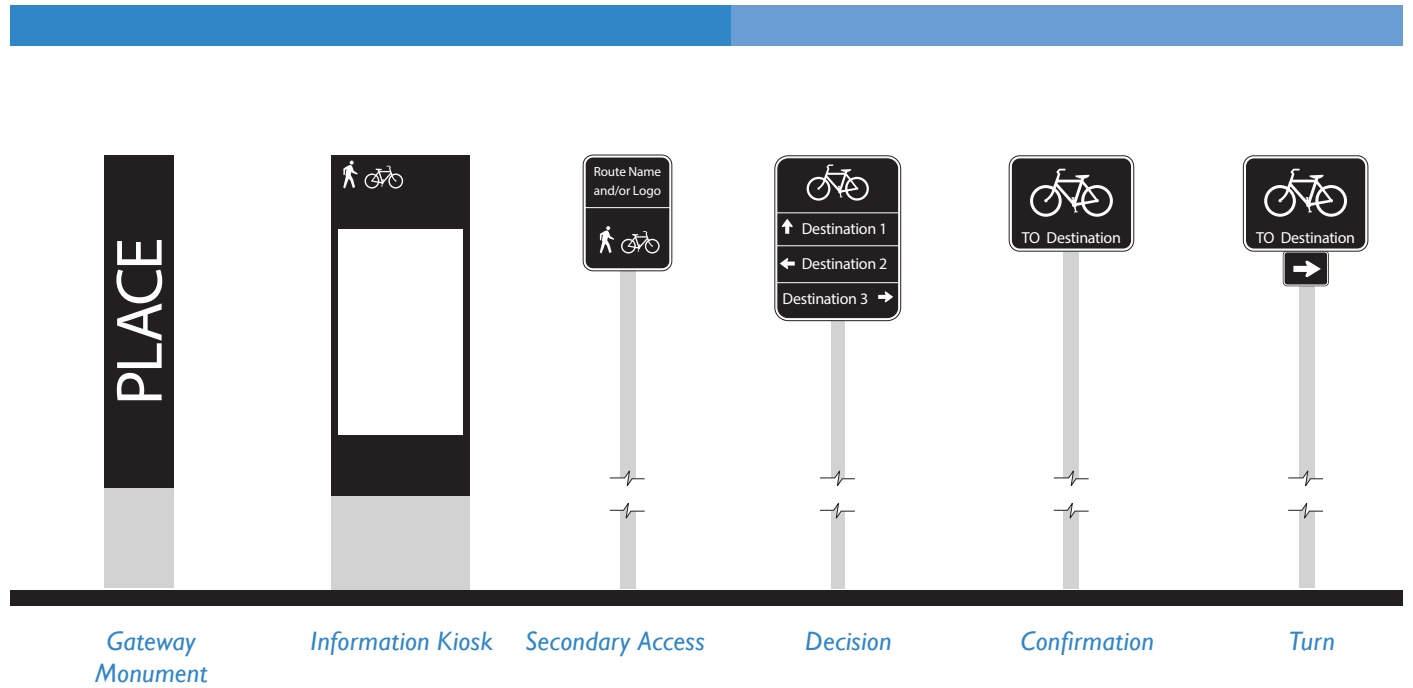 PLACE
Route Name
and/or Logo
Destination 1
Destination 2
Destination 3
TO Destination
TO Destination
Gateway
Monument
Information Kiosk
Secondary Access
Decision
Confirmation
Turn